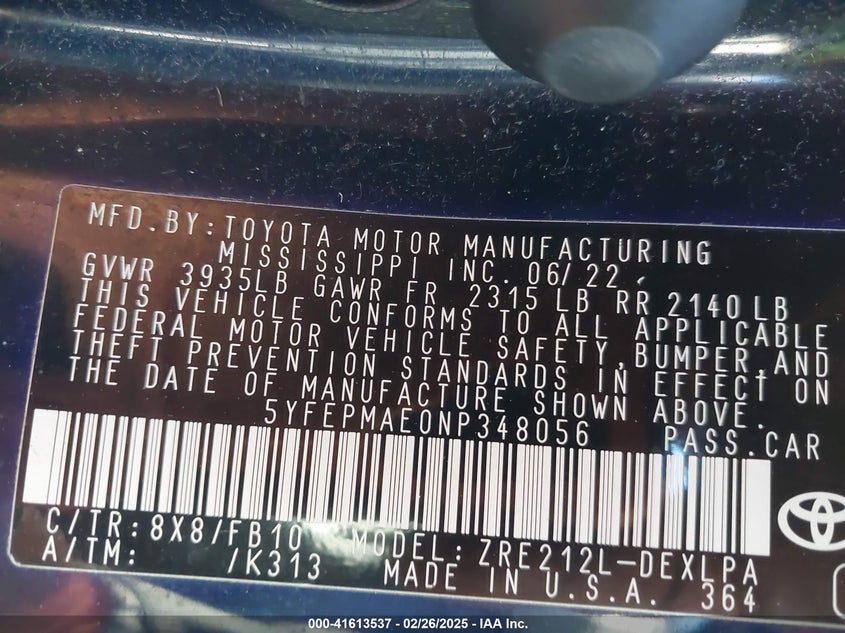 MFD.BY:TOYOTA MOTOR MANUFACTURING
MISSISSIPPI INC. 06/22
GVWR 3935LB GAWR FR 2315 LB RR 2140 LB
THIS VEHICLE CONFORMS TO ALL APPLICABLE
FEDERAL MOTOR VEHICLE SAFETY,BUMPER,AND
THEFT PREVENTION STANDARDS IN EFFECT ON
THE DATE OF MANUFACTURE SHOWN ABOVE.
5YFEPMAE0NP348056 PASS.CAR
C/TR:8X8/FB10 MODEL:ZRE212L-DEXLPA
A/TM: /K313 MADE IN U.S.A. 364
000-41613537 - 02/26/2025 - IAA Inc.